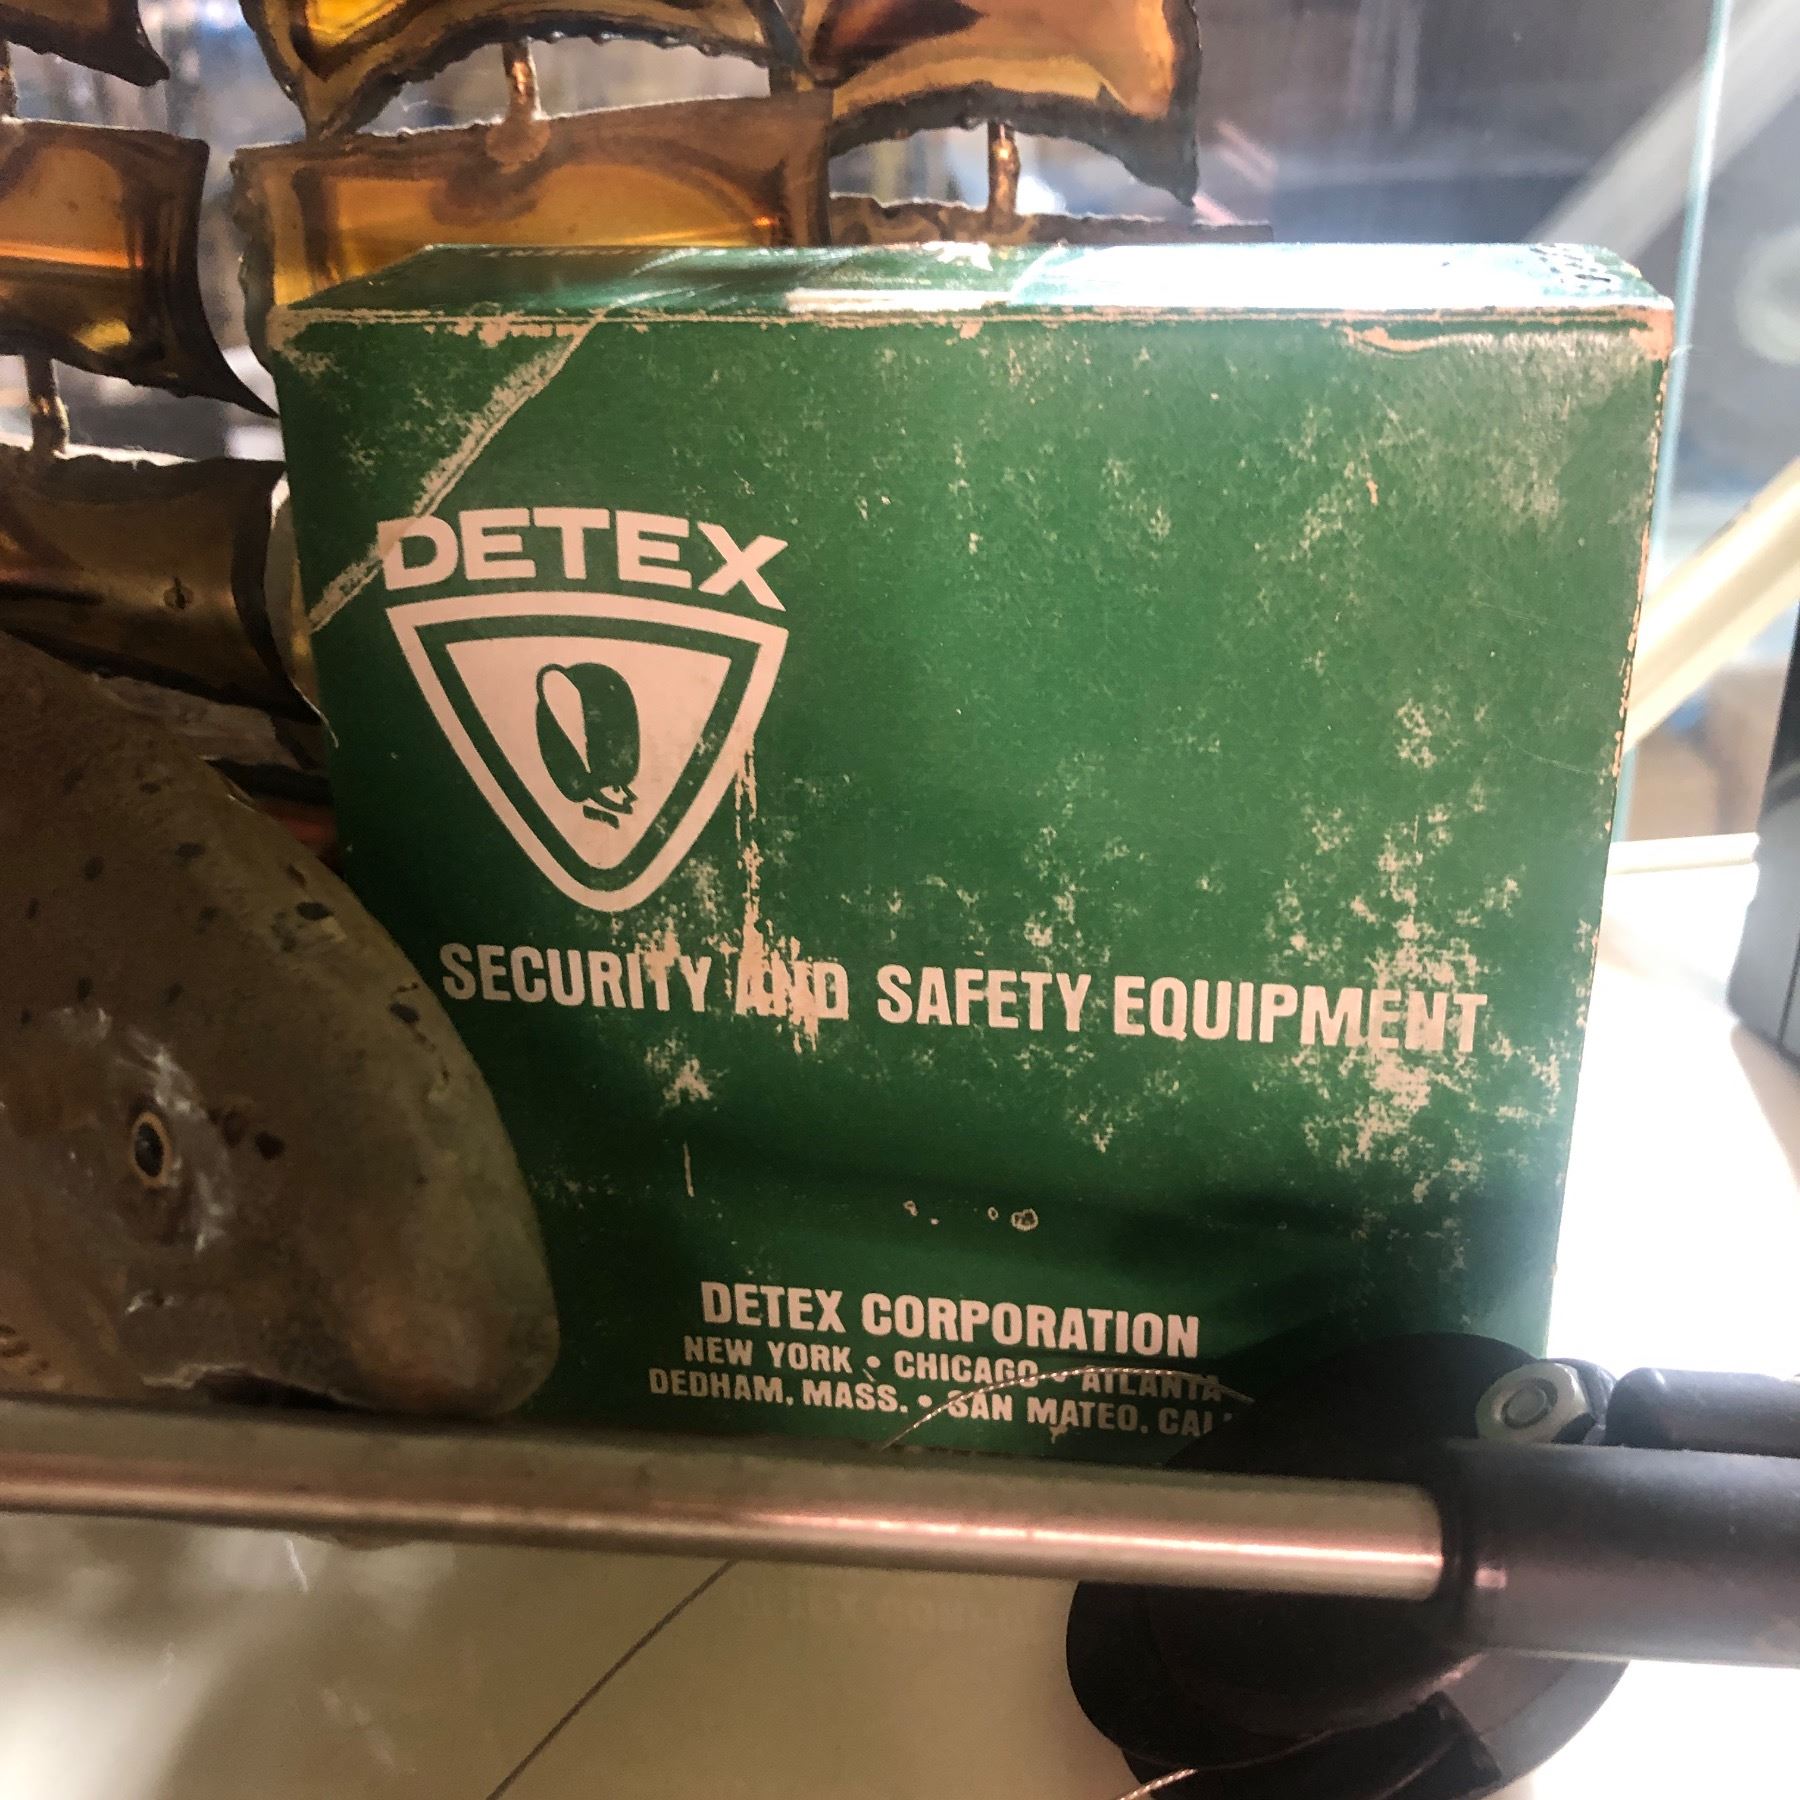 DETEX
SECURITY AND SAFETY EQUIPMENT
DETEX CORPORATION
NEW YORK • CHICAGO • ATLANTA
DEDHAM, MASS. • SAN MATEO, CAL